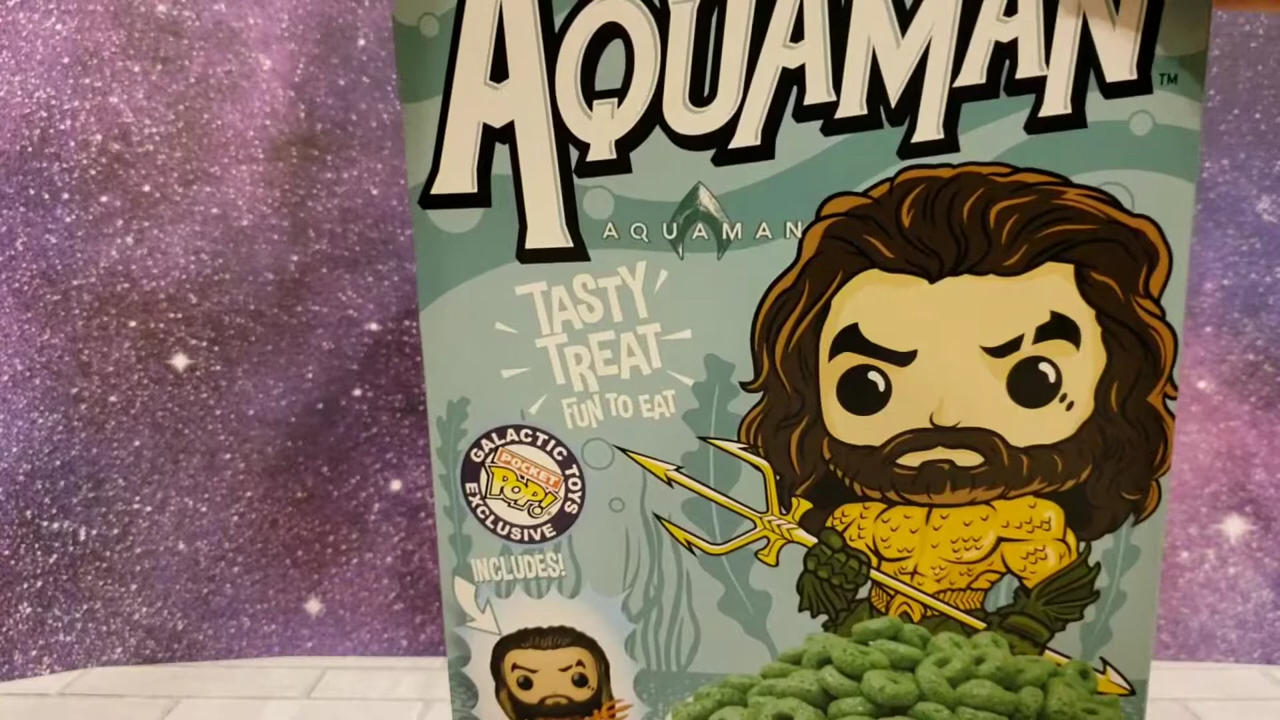 AQUAMAN™
AQUAMAN
TASTY
TREAT
FUN TO EAT
GALACTIC TOYS
POCKET
POP!
EXCLUSIVE
INCLUDES!